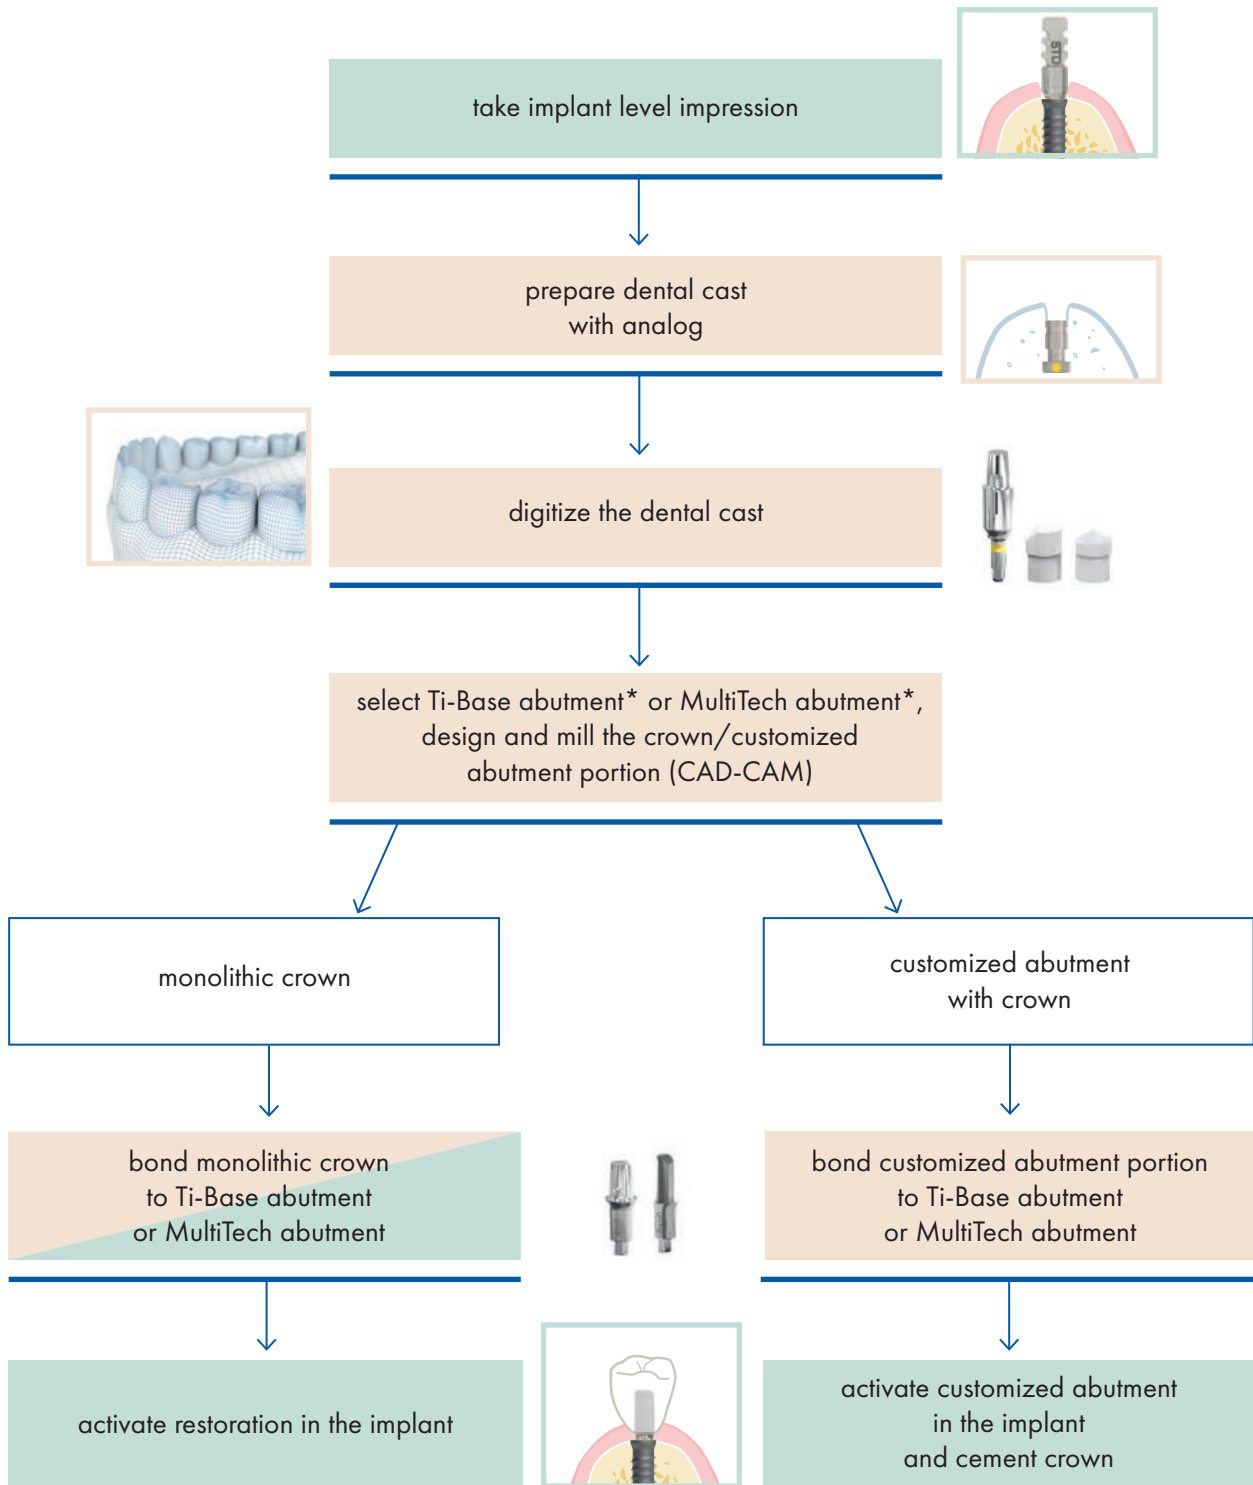 take implant level impression
STD
prepare dental cast
with analog
digitize the dental cast
select Ti-Base abutment* or MultiTech abutment*,
design and mill the crown/customized
abutment portion (CAD-CAM)
monolithic crown
customized abutment
with crown
bond monolithic crown
to Ti-Base abutment
or MultiTech abutment
bond customized abutment portion
to Ti-Base abutment
or MultiTech abutment
activate restoration in the implant
activate customized abutment
in the implant
and cement crown